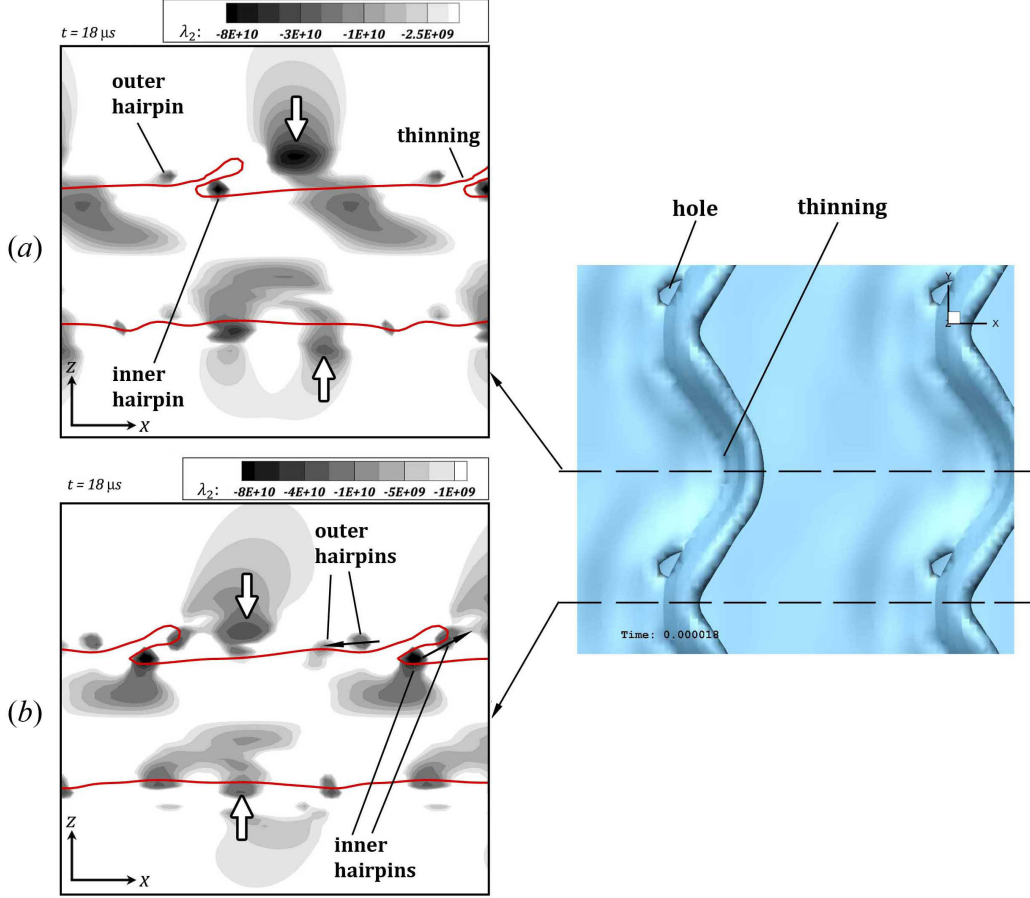 (a)
t = 18 μs
λ₂: -8E+10 -3E+10 -1E+10 -2.5E+09
outer
hairpin
thinning
inner
hairpin
Z
X
hole
thinning
Y
Z X
Time: 0.000018
(b)
t = 18 μs
λ₂: -8E+10 -4E+10 -1E+10 -5E+09 -1E+09
outer
hairpins
inner
hairpins
Z
X